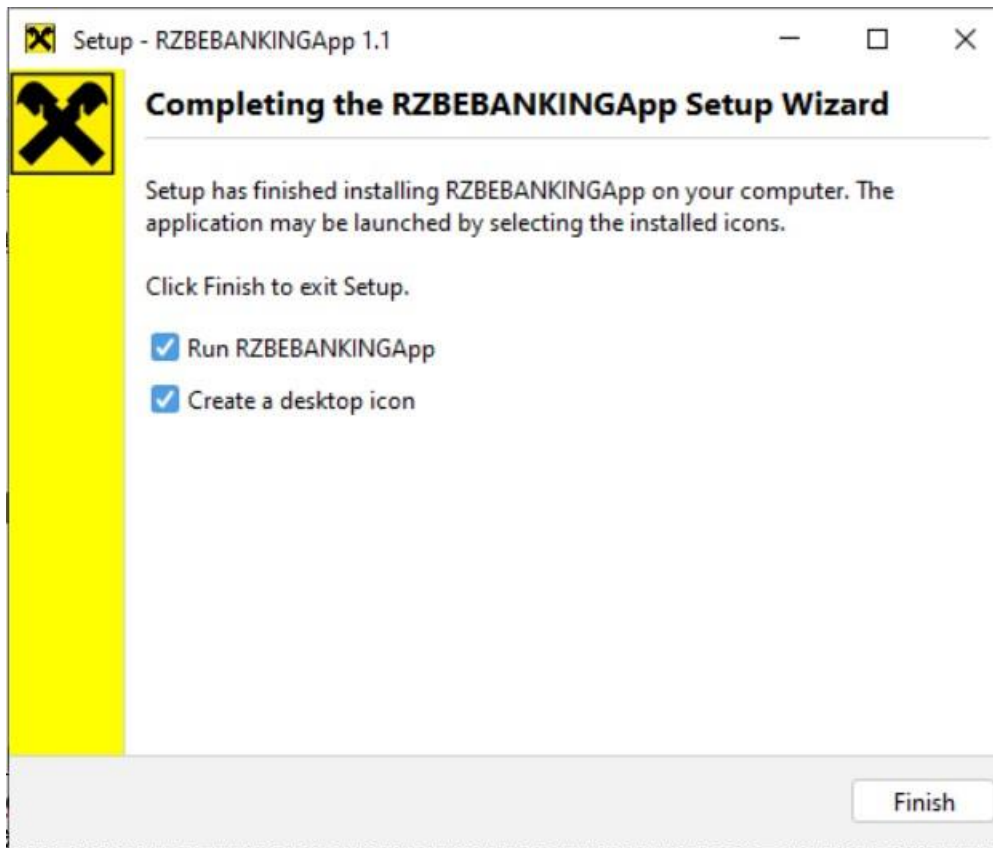 Setup - RZBEBANKINGApp 1.1
Completing the RZBEBANKINGApp Setup Wizard
Setup has finished installing RZBEBANKINGApp on your computer. The
application may be launched by selecting the installed icons.
Click Finish to exit Setup.
Run RZBEBANKINGApp
Create a desktop icon
Finish